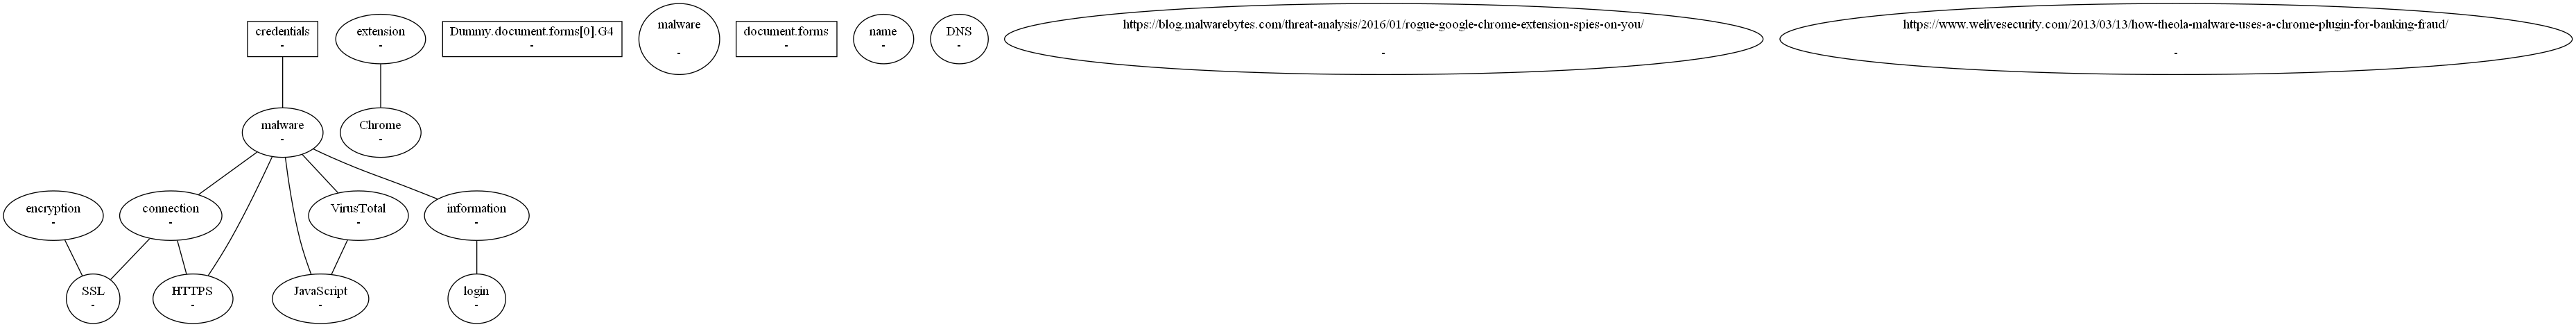 credentials
-
extension
-
Dummy.document.forms[0].G4
-
malware
-
document.forms
-
name
-
DNS
-
https://blog.malwarebytes.com/threat-analysis/2016/01/rogue-google-chrome-extension-spies-on-you/
-
https://www.welivesecurity.com/2013/03/13/how-theola-malware-uses-a-chrome-plugin-for-banking-fraud/
-
malware
-
Chrome
-
encryption
-
connection
-
VirusTotal
-
information
-
SSL
-
HTTPS
-
JavaScript
-
login
-